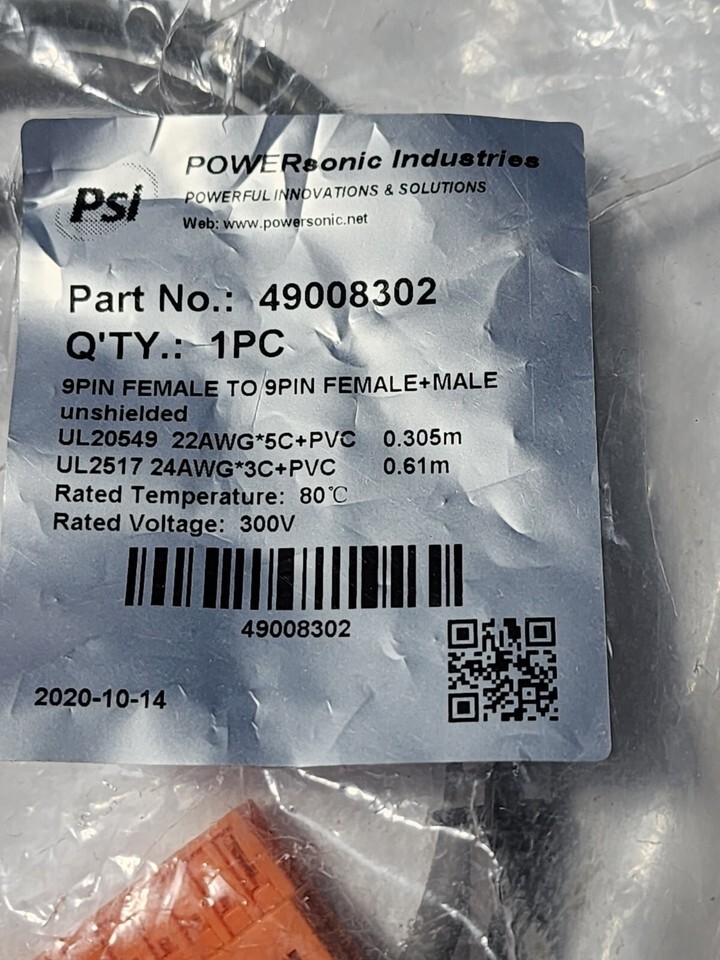 Psi
POWERsonic Industries
POWERFUL INNOVATIONS & SOLUTIONS
Web: www.powersonic.net
Part No.: 49008302
Q'TY.: 1PC
9PIN FEMALE TO 9PIN FEMALE+MALE
unshielded
UL20549 22AWG*5C+PVC 0.305m
UL2517 24AWG*3C+PVC 0.61m
Rated Temperature: 80℃
Rated Voltage: 300V
49008302
2020-10-14